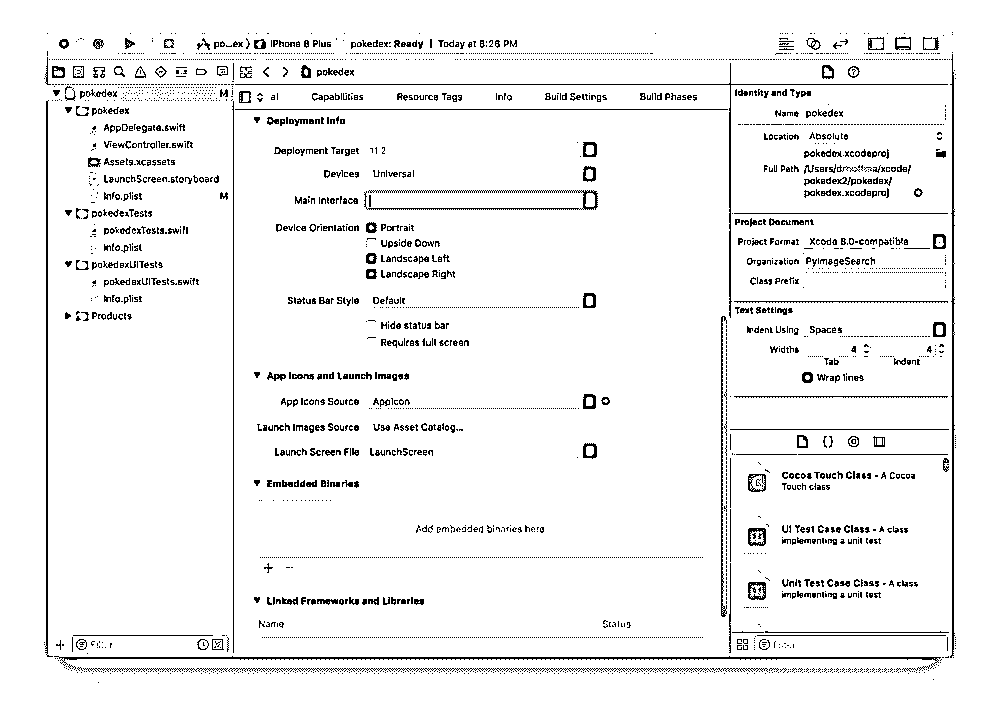 po...ex iPhone 8 Plus pokedex: Ready | Today at 8:26 PM
pokedex
pokedex M
pokedex
AppDelegate.swift
ViewController.swift
Assets.xcassets
LaunchScreen.storyboard
Info.plist M
pokedexTests
pokedexTests.swift
Info.plist
pokedexUITests
pokedexUITests.swift
Info.plist
Products
al Capabilities Resource Tags Info Build Settings Build Phases
Deployment Info
Deployment Target 11.2
Devices Universal
Main Interface
Device Orientation Portrait
Upside Down
Landscape Left
Landscape Right
Status Bar Style Default
Hide status bar
Requires full screen
App Icons and Launch Images
App Icons Source AppIcon
Launch Images Source Use Asset Catalog...
Launch Screen File LaunchScreen
Embedded Binaries
Add embedded binaries here
Linked Frameworks and Libraries
Name Status
Identity and Type
Name pokedex
Location Absolute
pokedex.xcodeproj
Full Path /Users/
pokedex2/pokedex/
pokedex.xcodeproj
Project Document
Project Format Xcode 8.0-compatible
Organization PyImageSearch
Class Prefix
Text Settings
Indent Using Spaces
Widths 4 4
Tab Indent
Wrap lines
Cocoa Touch Class - A Cocoa
Touch class
UI Test Case Class - A class
implementing a unit test
Unit Test Case Class - A class
implementing a unit test